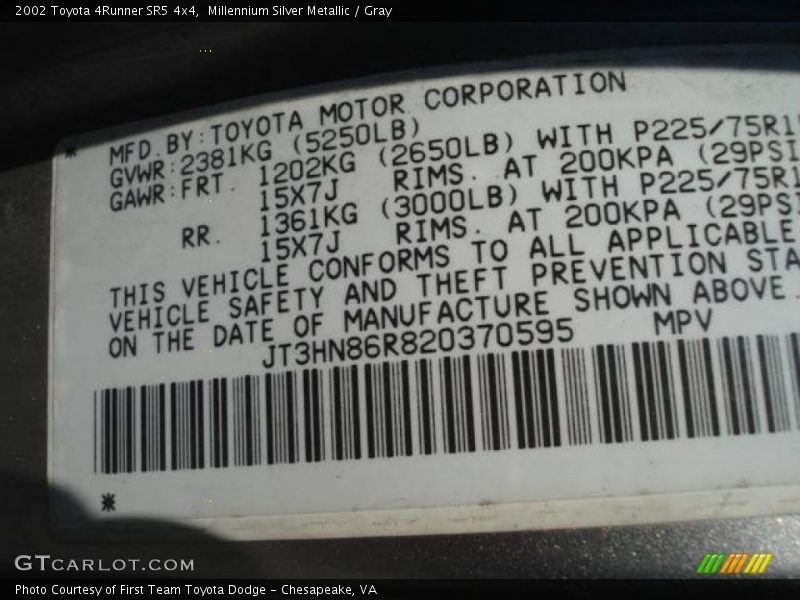 2002 Toyota 4Runner SR5 4x4,  Millennium Silver Metallic / Gray
* MFD.BY:TOYOTA MOTOR CORPORATION
GVWR:2381KG (5250LB)
GAWR:FRT. 1202KG (2650LB) WITH P225/75R15
15X7J RIMS. AT 200KPA (29PSI
RR. 1361KG (3000LB) WITH P225/75R1
15X7J RIMS. AT 200KPA (29PSI
THIS VEHICLE CONFORMS TO ALL APPLICABLE
VEHICLE SAFETY AND THEFT PREVENTION STA
ON THE DATE OF MANUFACTURE SHOWN ABOVE.
JT3HN86R820370595 MPV
*
GTCARLOT.COM
Photo Courtesy of First Team Toyota Dodge - Chesapeake, VA